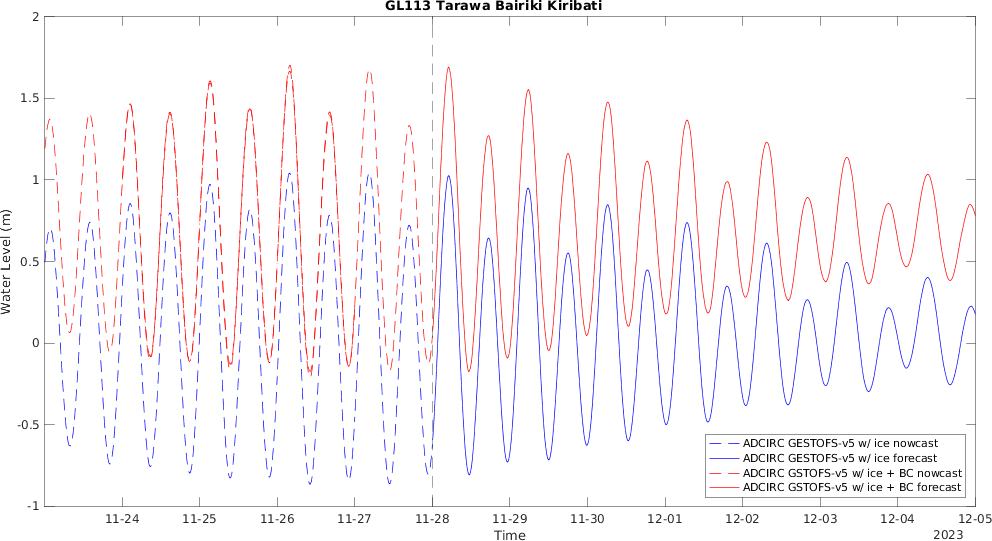 GL113 Tarawa Bairiki Kiribati
2
1.5
1
0.5
0
-0.5
-1
Water Level (m)
ADCIRC GESTOFS-v5 w/ ice nowcast
ADCIRC GESTOFS-v5 w/ ice forecast
ADCIRC GSTOFS-v5 w/ ice + BC nowcast
ADCIRC GSTOFS-v5 w/ ice + BC forecast
11-24 11-25 11-26 11-27 11-28 11-29 11-30 12-01 12-02 12-03 12-04 12-05
Time
2023